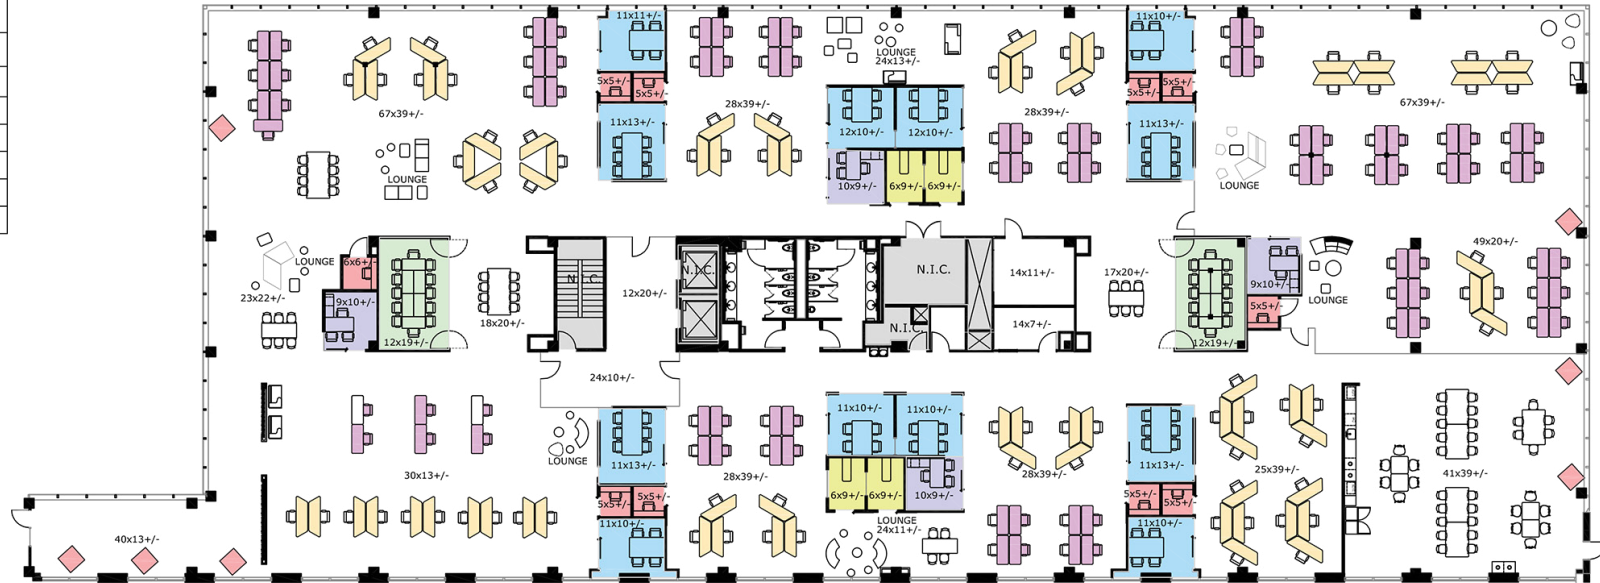 11x11+/-
11x10+/-
LOUNGE
24x13+/-
5x5+/-
5x5+/-
5x5+/-
5x5+/-
67x39+/-
28x39+/-
28x39+/-
67x39+/-
11x13+/-
12x10+/-
12x10+/-
11x13+/-
LOUNGE
10x9+/-
6x9+/-
6x9+/-
LOUNGE
LOUNGE
6x6+/-
49x20+/-
N.I.C.
N.I.C.
N.I.C.
14x11+/-
17x20+/-
23x22+/-
9x10+/-
12x20+/-
9x10+/-
LOUNGE
18x20+/-
5x5+/-
12x19+/-
N.I.C.
14x7+/-
12x19+/-
24x10+/-
11x10+/-
11x10+/-
LOUNGE
11x13+/-
11x13+/-
30x13+/-
28x39+/-
28x39+/-
25x39+/-
41x39+/-
5x5+/-
5x5+/-
6x9+/-
6x9+/-
10x9+/-
5x5+/-
5x5+/-
11x10+/-
LOUNGE
24x11+/-
11x10+/-
40x13+/-